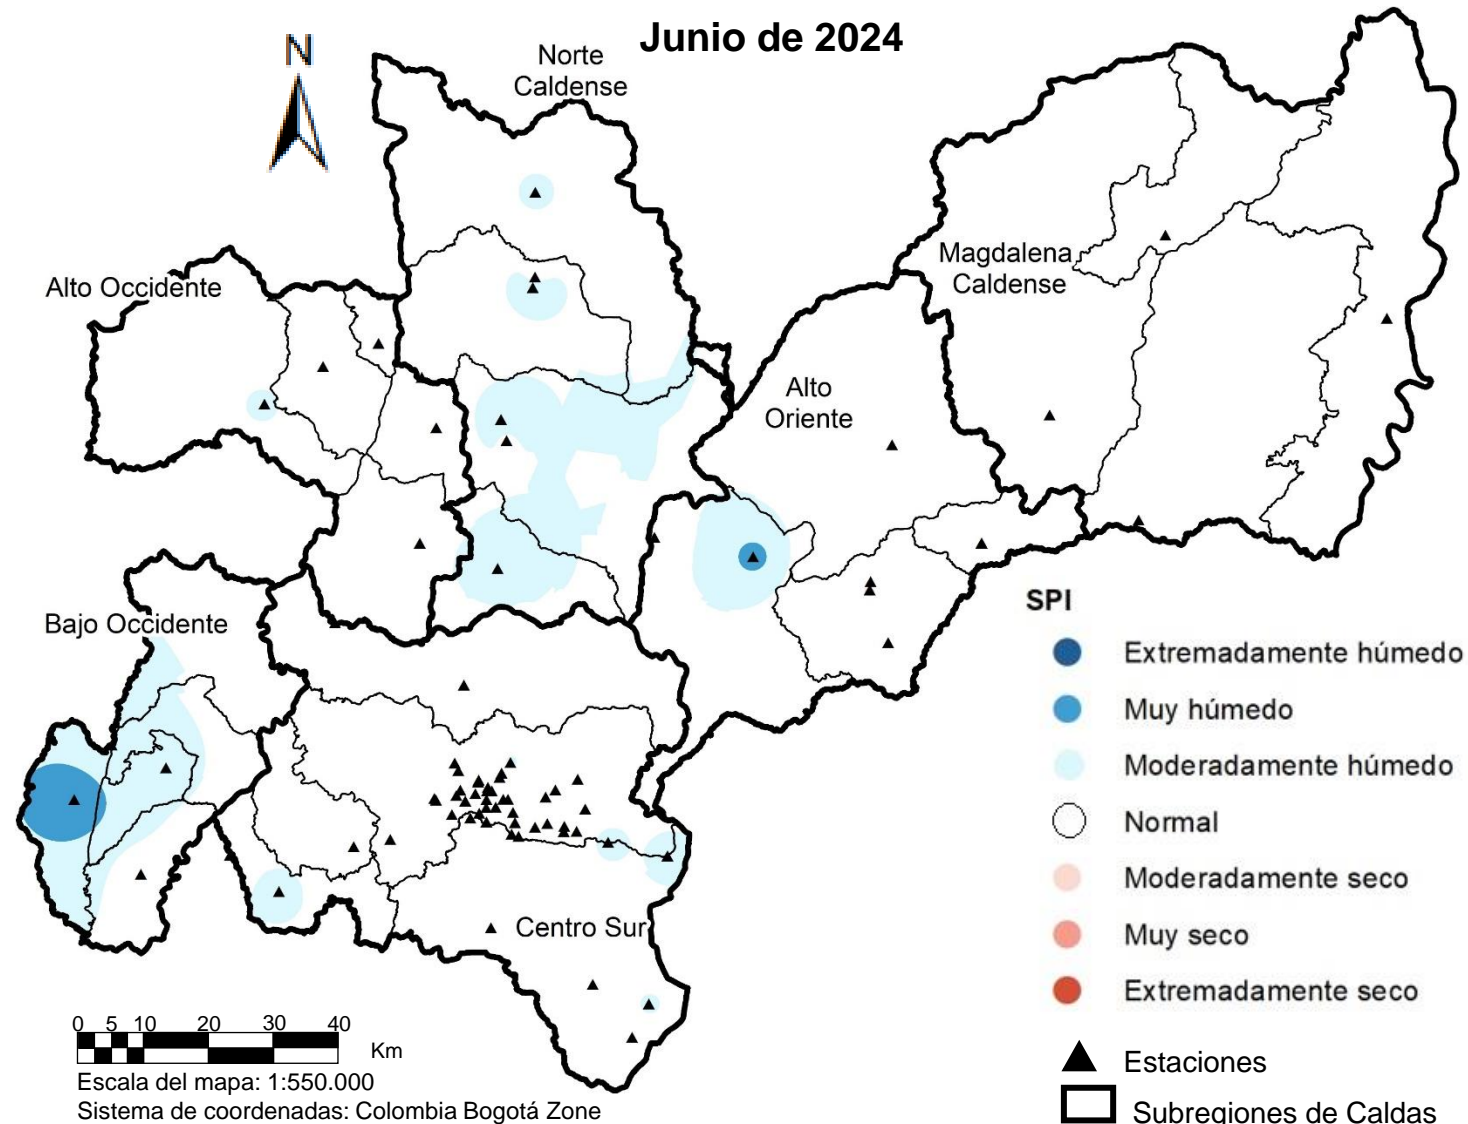 Junio de 2024
N
Norte
Caldense
Magdalena
Caldense
Alto Occidente
Alto
Oriente
Bajo Occidente
Centro Sur
SPI
Extremadamente húmedo
Muy húmedo
Moderadamente húmedo
Normal
Moderadamente seco
Muy seco
Extremadamente seco
Estaciones
Subregiones de Caldas
0 5 10 20 30 40
Km
Escala del mapa: 1:550.000
Sistema de coordenadas: Colombia Bogotá Zone